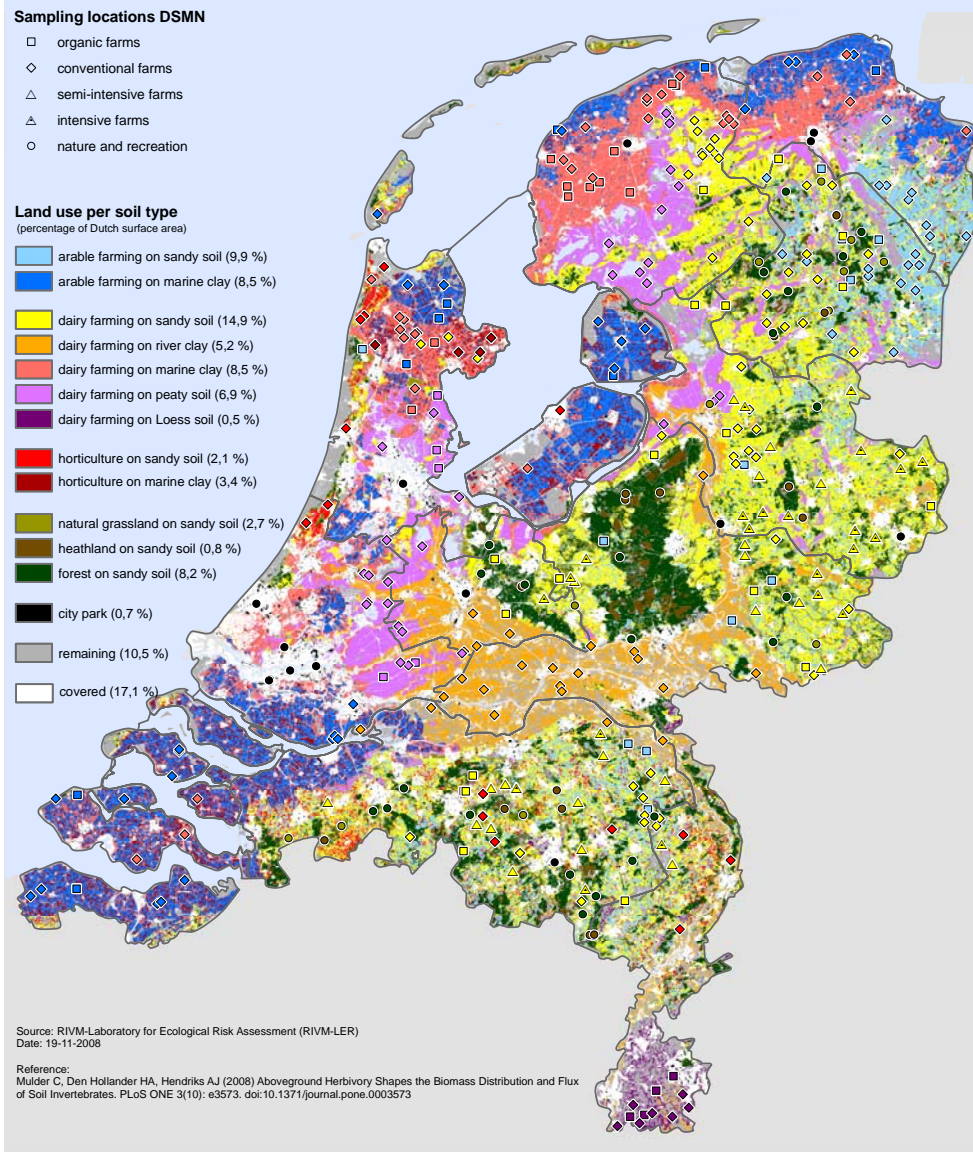 Sampling locations DSMN
organic farms
conventional farms
semi-intensive farms
intensive farms
nature and recreation
Land use per soil type
(percentage of Dutch surface area)
arable farming on sandy soil (9,9 %)
arable farming on marine clay (8,5 %)
dairy farming on sandy soil (14,9 %)
dairy farming on river clay (5,2 %)
dairy farming on marine clay (8,5 %)
dairy farming on peaty soil (6,9 %)
dairy farming on Loess soil (0,5 %)
horticulture on sandy soil (2,1 %)
horticulture on marine clay (3,4 %)
natural grassland on sandy soil (2,7 %)
heathland on sandy soil (0,8 %)
forest on sandy soil (8,2 %)
city park (0,7 %)
remaining (10,5 %)
covered (17,1 %)
Source: RIVM-Laboratory for Ecological Risk Assessment (RIVM-LER)
Date: 19-11-2008
Reference:
Mulder C, Den Hollander HA, Hendriks AJ (2008) Aboveground Herbivory Shapes the Biomass Distribution and Flux
of Soil Invertebrates. PLoS ONE 3(10): e3573. doi:10.1371/journal.pone.0003573